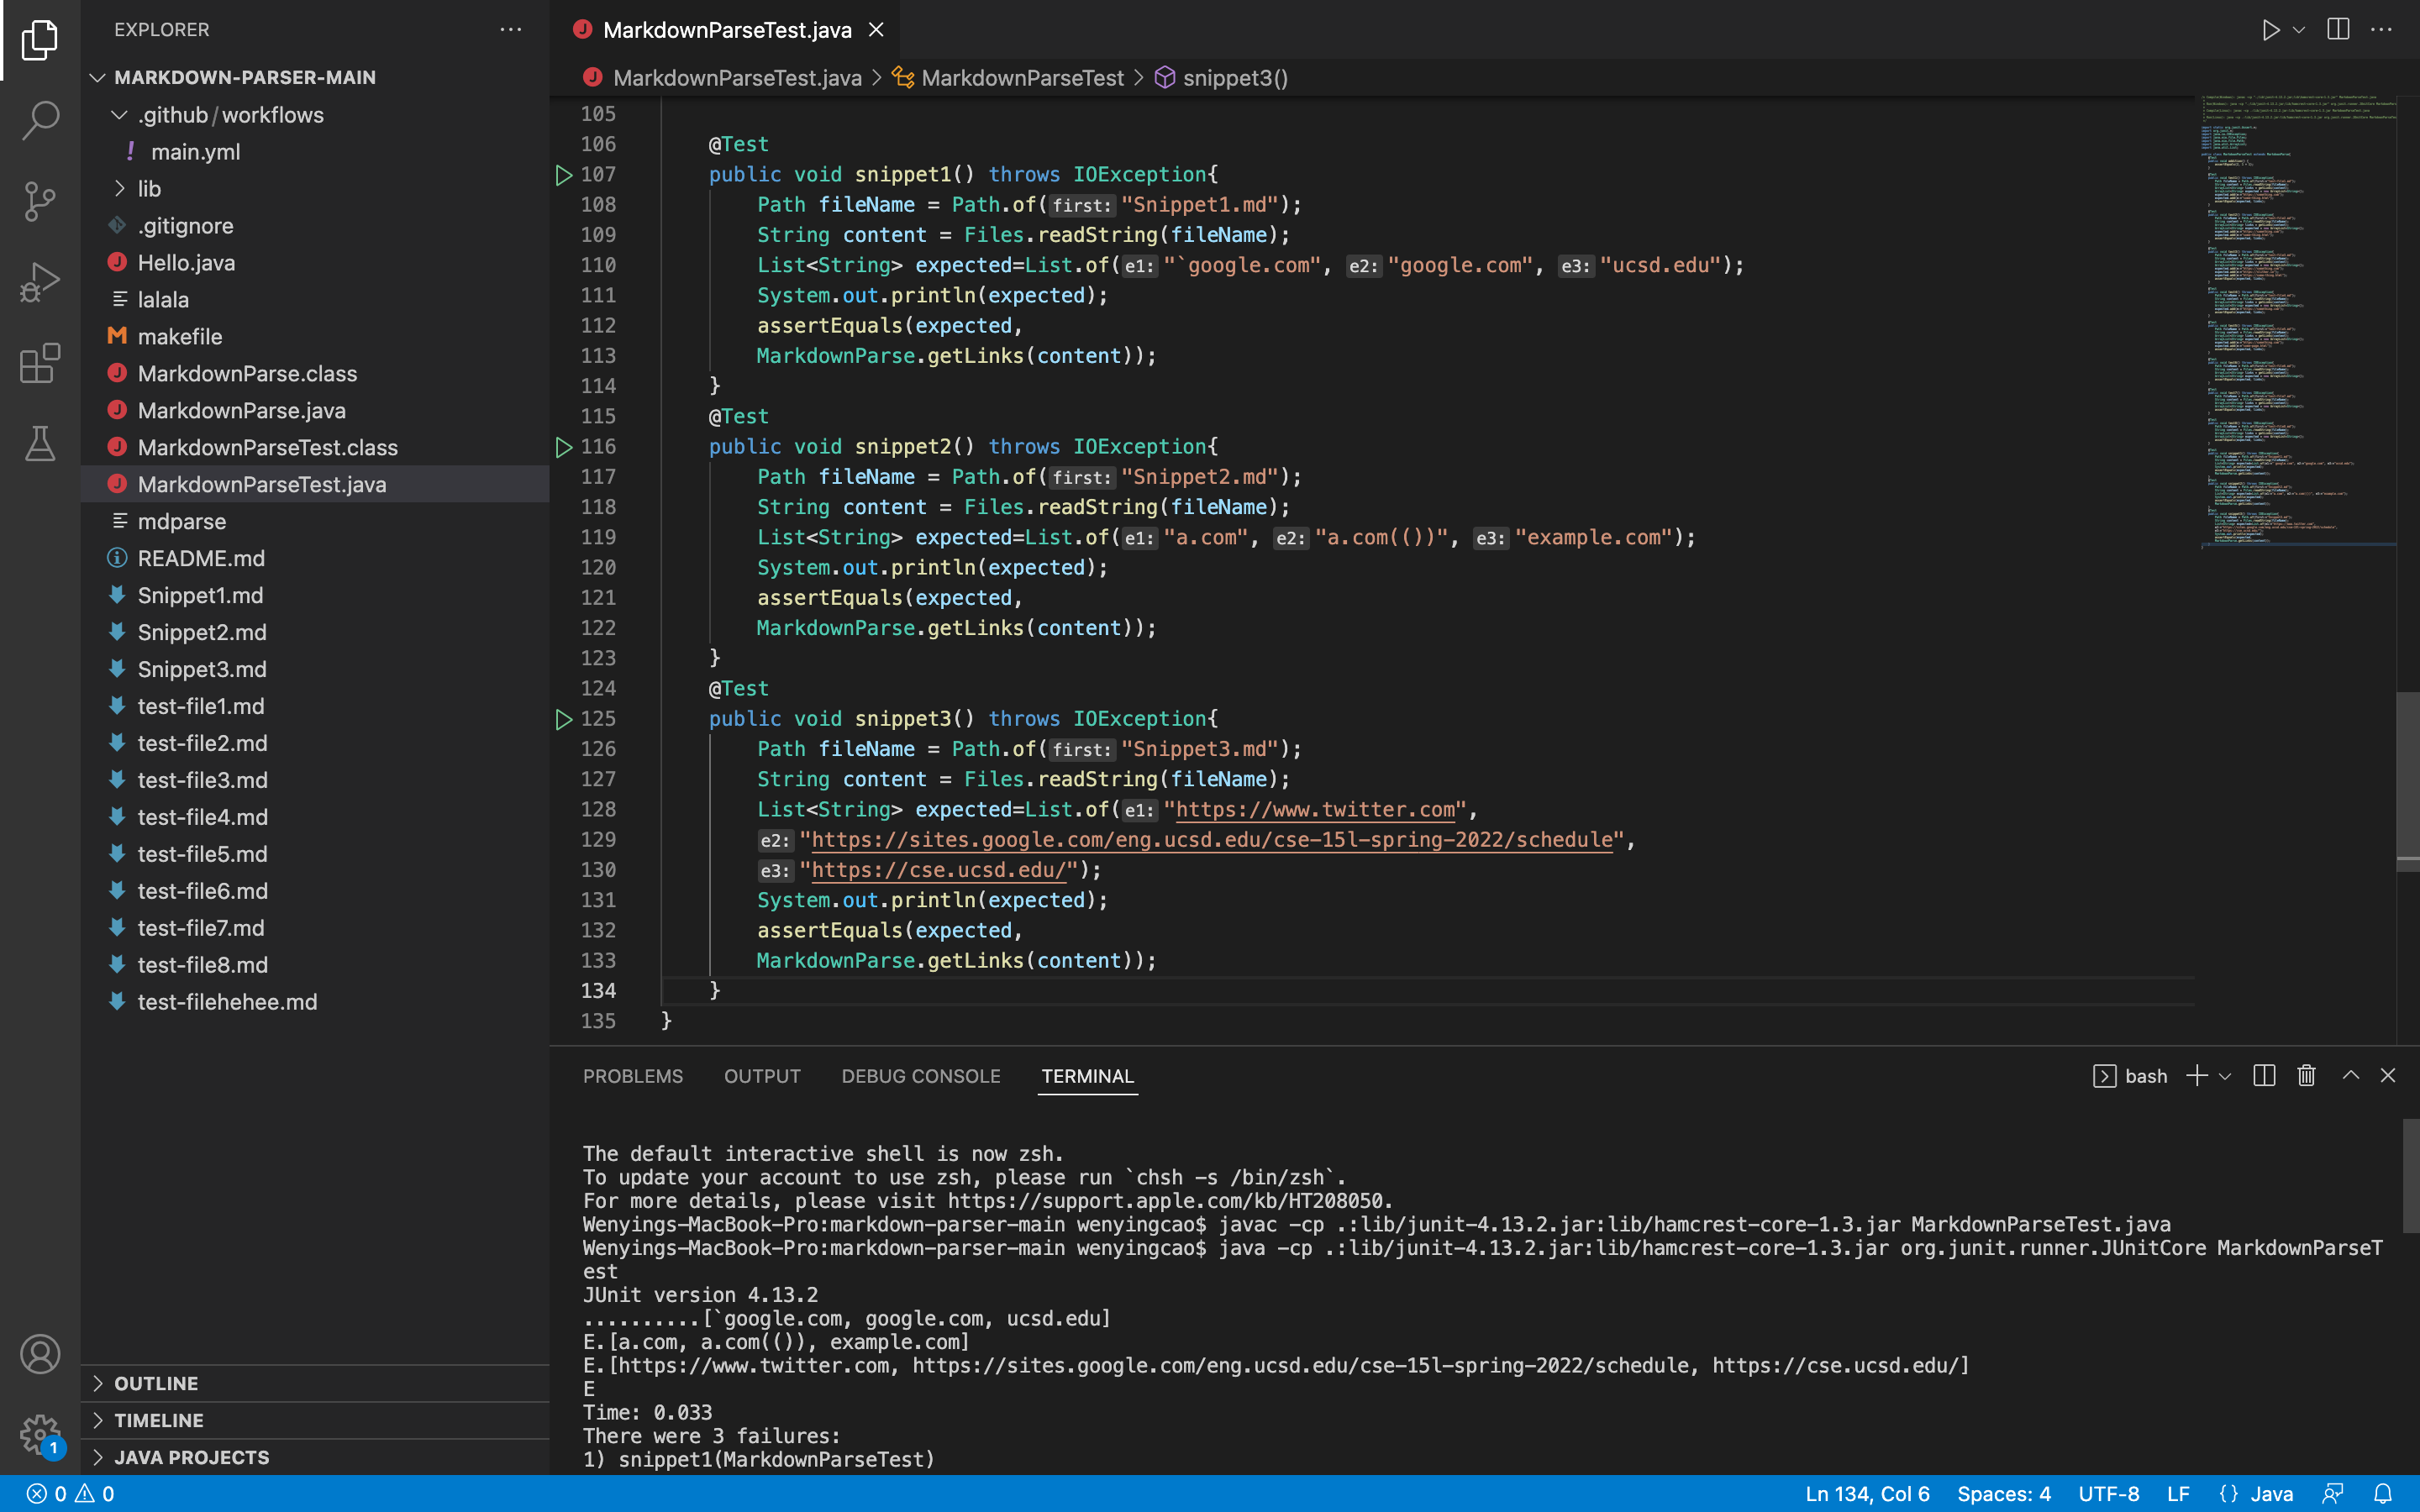 EXPLORER
MARKDOWN-PARSER-MAIN
.github/workflows
main.yml
lib
.gitignore
Hello.java
lalala
makefile
MarkdownParse.class
MarkdownParse.java
MarkdownParseTest.class
MarkdownParseTest.java
mdparse
README.md
Snippet1.md
Snippet2.md
Snippet3.md
test-file1.md
test-file2.md
test-file3.md
test-file4.md
test-file5.md
test-file6.md
test-file7.md
test-file8.md
test-filehehee.md
OUTLINE
TIMELINE
JAVA PROJECTS
1
MarkdownParseTest.java
MarkdownParseTest.java > MarkdownParseTest > snippet3()
105
106 @Test
107 public void snippet1() throws IOException{
108 Path fileName = Path.of(first: "Snippet1.md");
109 String content = Files.readString(fileName);
110 List<String> expected=List.of(e1: "`google.com", e2: "google.com", e3: "ucsd.edu");
111 System.out.println(expected);
112 assertEquals(expected,
113 MarkdownParse.getLinks(content));
114 }
115 @Test
116 public void snippet2() throws IOException{
117 Path fileName = Path.of(first: "Snippet2.md");
118 String content = Files.readString(fileName);
119 List<String> expected=List.of(e1: "a.com", e2: "a.com(())", e3: "example.com");
120 System.out.println(expected);
121 assertEquals(expected,
122 MarkdownParse.getLinks(content));
123 }
124 @Test
125 public void snippet3() throws IOException{
126 Path fileName = Path.of(first: "Snippet3.md");
127 String content = Files.readString(fileName);
128 List<String> expected=List.of(e1: "https://www.twitter.com",
129 e2: "https://sites.google.com/eng.ucsd.edu/cse-15l-spring-2022/schedule",
130 e3: "https://cse.ucsd.edu/");
131 System.out.println(expected);
132 assertEquals(expected,
133 MarkdownParse.getLinks(content));
134 }
135 }
PROBLEMS OUTPUT DEBUG CONSOLE TERMINAL bash
The default interactive shell is now zsh.
To update your account to use zsh, please run `chsh -s /bin/zsh`.
For more details, please visit https://support.apple.com/kb/HT208050.
Wenyings-MacBook-Pro:markdown-parser-main wenyingcao$ javac -cp .:lib/junit-4.13.2.jar:lib/hamcrest-core-1.3.jar MarkdownParseTest.java
Wenyings-MacBook-Pro:markdown-parser-main wenyingcao$ java -cp .:lib/junit-4.13.2.jar:lib/hamcrest-core-1.3.jar org.junit.runner.JUnitCore MarkdownParseT
est
JUnit version 4.13.2
..........[`google.com, google.com, ucsd.edu]
E.[a.com, a.com(()), example.com]
E.[https://www.twitter.com, https://sites.google.com/eng.ucsd.edu/cse-15l-spring-2022/schedule, https://cse.ucsd.edu/]
E
Time: 0.033
There were 3 failures:
1) snippet1(MarkdownParseTest)
0 0 Ln 134, Col 6 Spaces: 4 UTF-8 LF {} Java